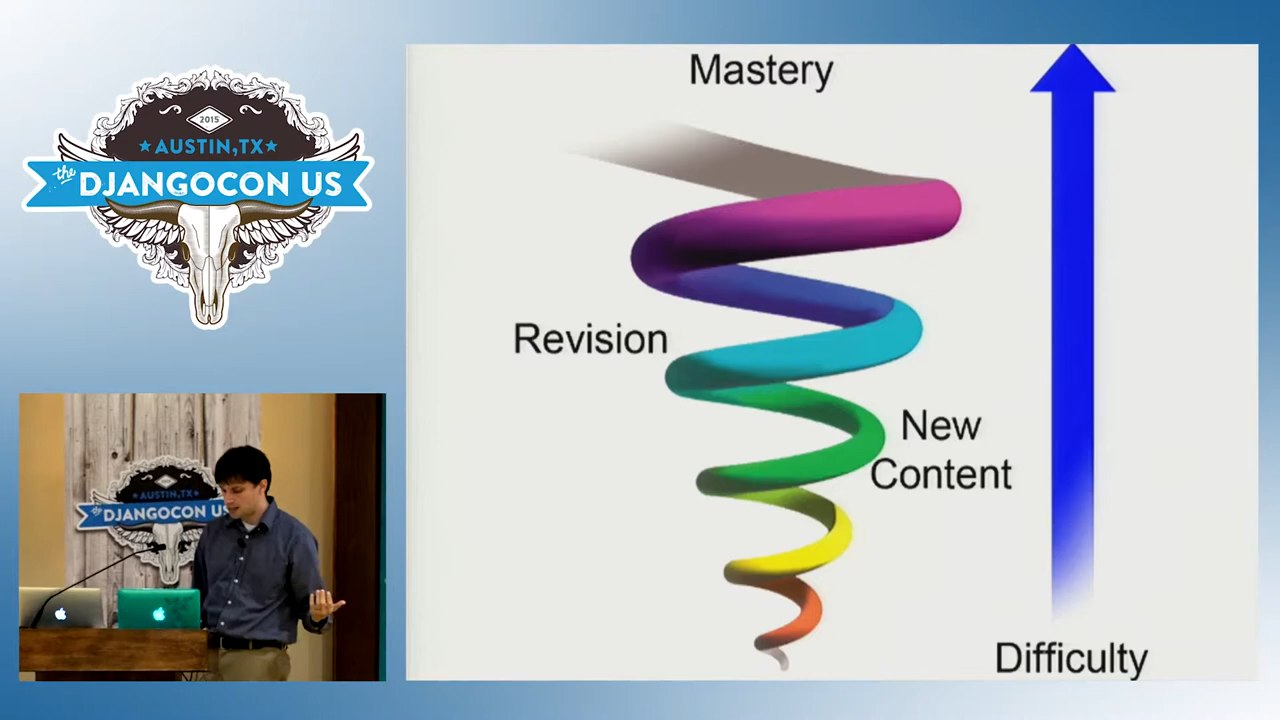 2015
★AUSTIN,TX★
the
DJANGOCON US
Mastery
Revision
New
Content
Difficulty
AUSTIN,TX
the
DJANGOCON US